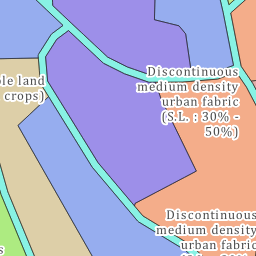 Discontinuous
medium density
urban fabric
(S.L. : 30% -
50%)
ble land
crops)
Discontinuous
medium density
urban fabric